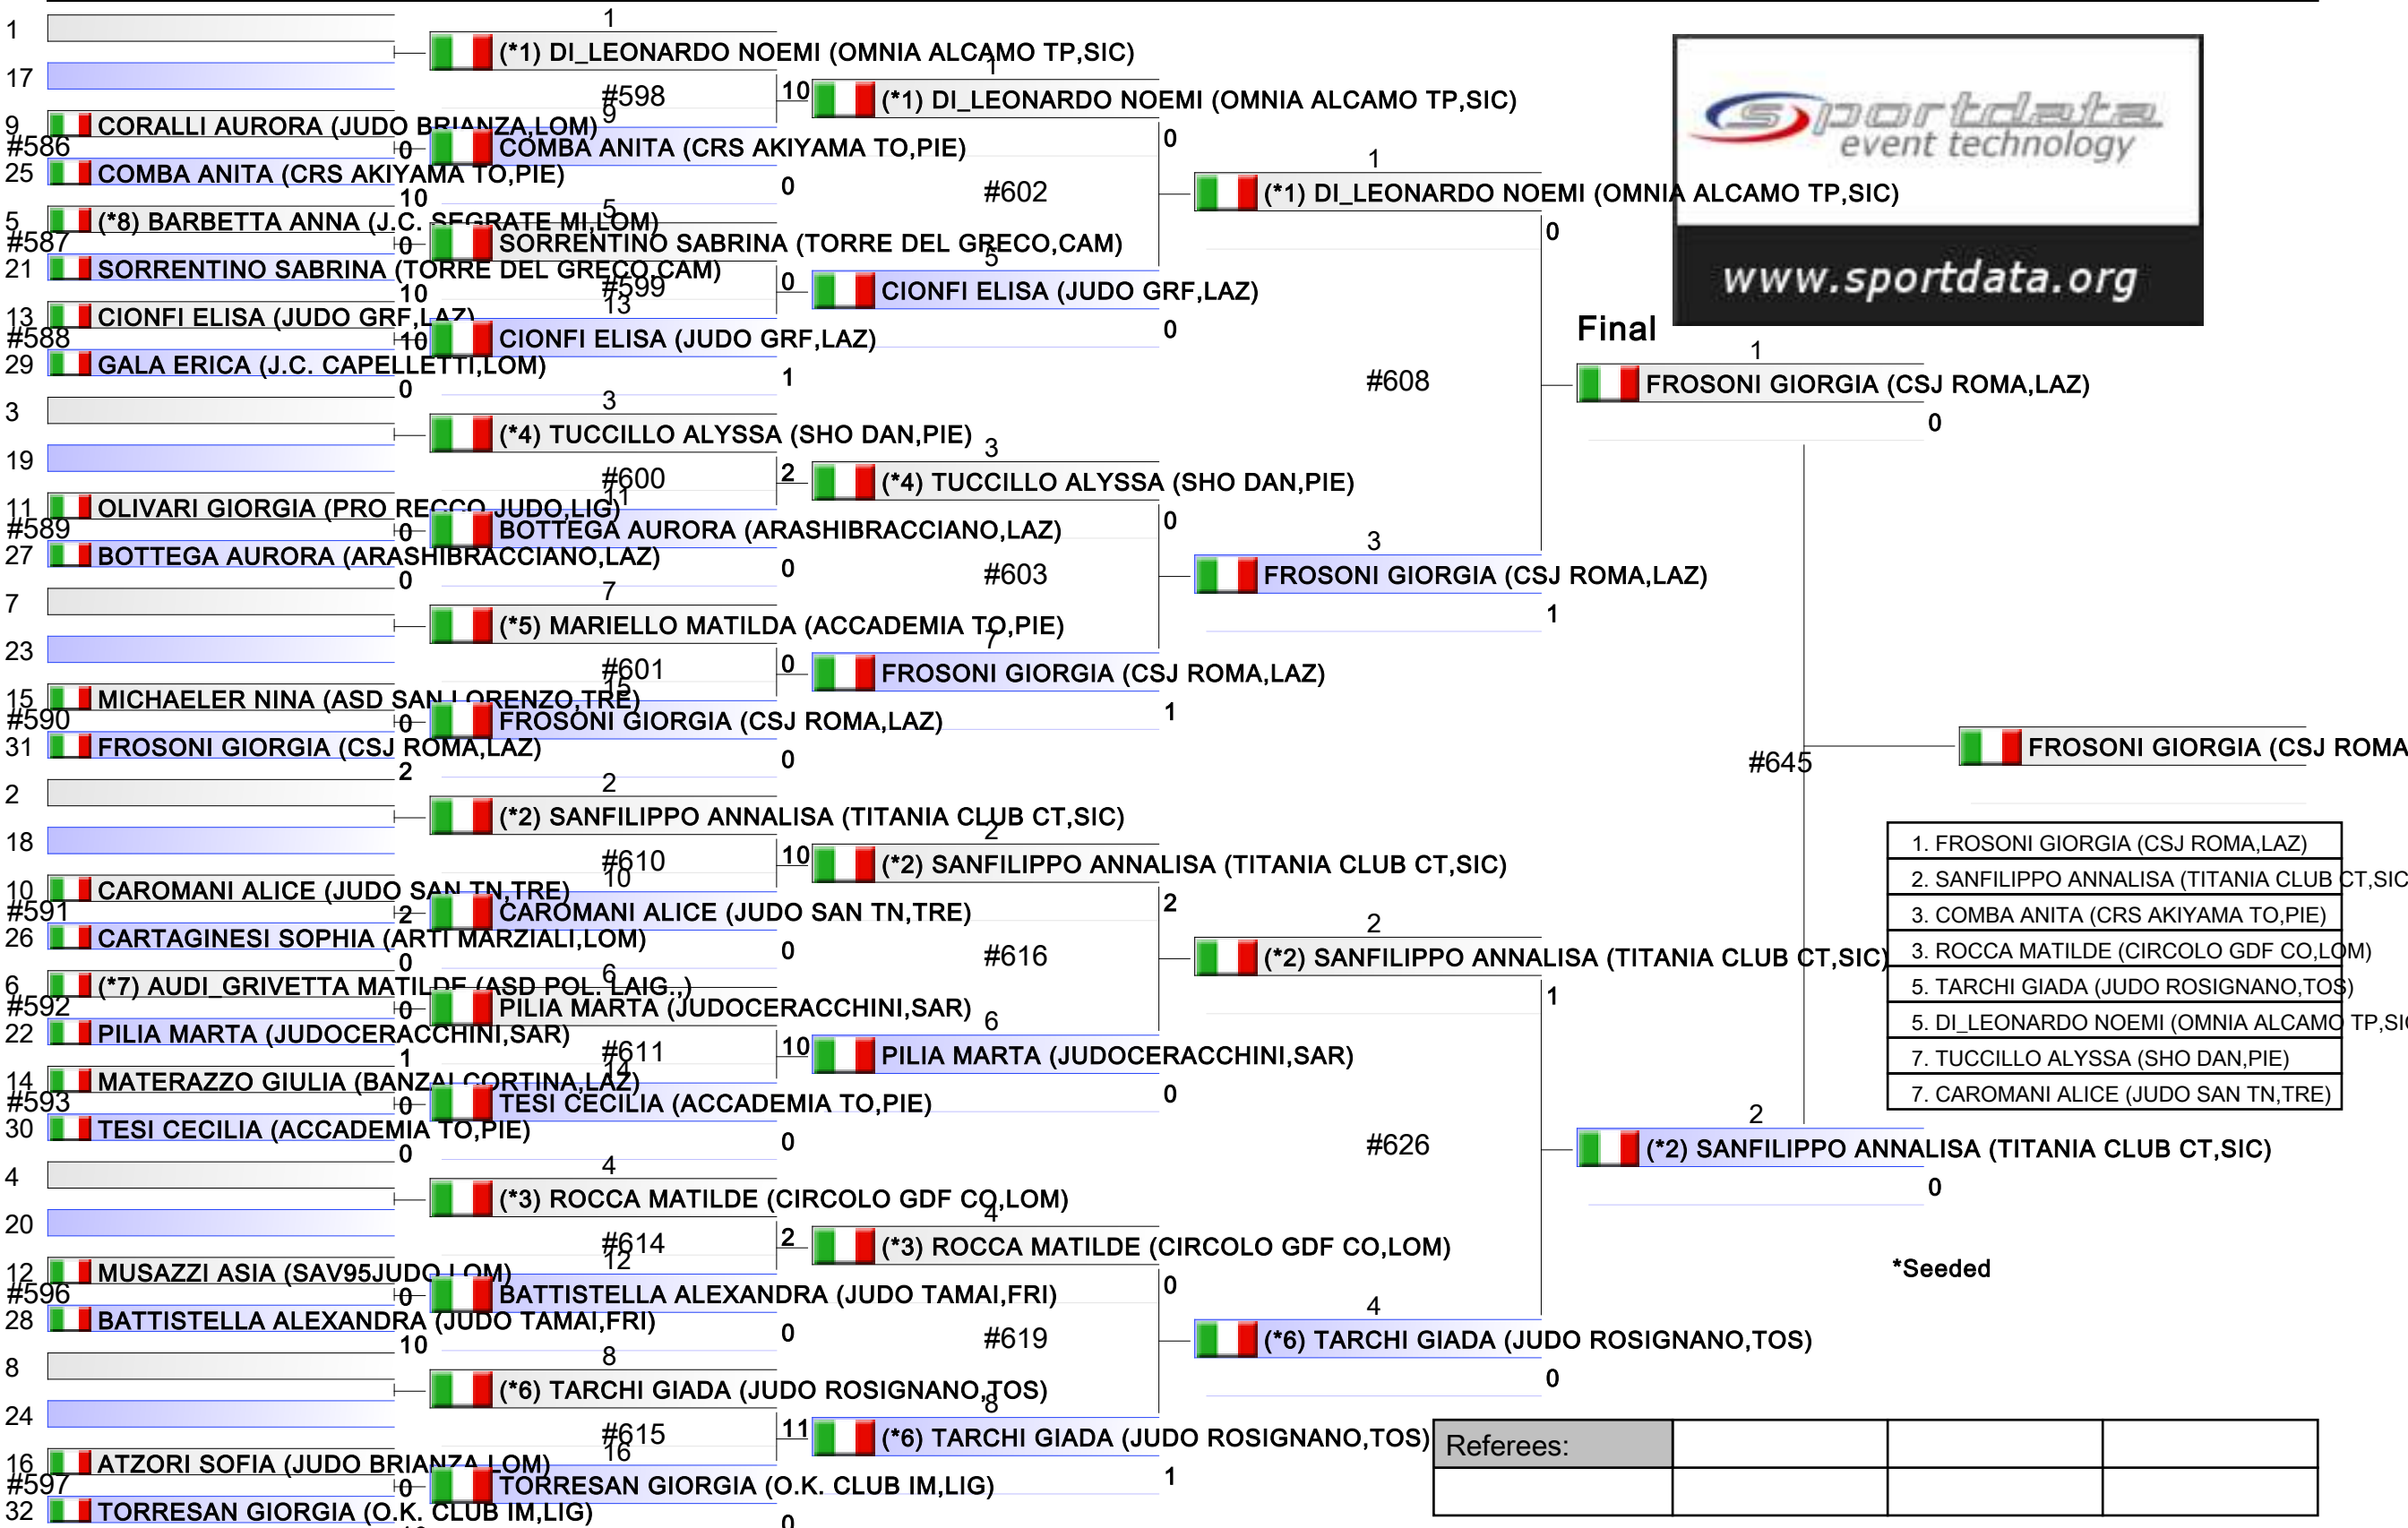 1
17
9 CORALLI AURORA (JUDO BRIANZA,LOM) 0
#586
25 COMBA ANITA (CRS AKIYAMA TO,PIE) 10
5 (*8) BARBETTA ANNA (J.C. SEGRATE MI,LOM) 0
#587
21 SORRENTINO SABRINA (TORRE DEL GRECO,CAM) 10
13 CIONFI ELISA (JUDO GRF,LAZ) 10
#588
29 GALA ERICA (J.C. CAPELLETTI,LOM) 0
3
19
11 OLIVARI GIORGIA (PRO RECCO JUDO,LIG) 0
#589
27 BOTTEGA AURORA (ARASHIBRACCIANO,LAZ) 0
7
23
15 MICHAELER NINA (ASD SAN LORENZO,TRE) 0
#590
31 FROSONI GIORGIA (CSJ ROMA,LAZ) 2
2
18
10 CAROMANI ALICE (JUDO SAN TN,TRE) 2
#591
26 CARTAGINESI SOPHIA (ARTI MARZIALI,LOM) 0
6 (*7) AUDI_GRIVETTA MATILDE (ASD POL. LAIG.,) 0
#592
22 PILIA MARTA (JUDOCERACCHINI,SAR) 1
14 MATERAZZO GIULIA (BANZAI CORTINA,LAZ) 0
#593
30 TESI CECILIA (ACCADEMIA TO,PIE) 0
4
20
12 MUSAZZI ASIA (SAV95JUDO,LOM) 0
#596
28 BATTISTELLA ALEXANDRA (JUDO TAMAI,FRI) 10
8
24
16 ATZORI SOFIA (JUDO BRIANZA,LOM) 0
#597
32 TORRESAN GIORGIA (O.K. CLUB IM,LIG)
1
(*1) DI_LEONARDO NOEMI (OMNIA ALCAMO TP,SIC) 10
#598
9
COMBA ANITA (CRS AKIYAMA TO,PIE) 0
5
SORRENTINO SABRINA (TORRE DEL GRECO,CAM) 0
#599
13
CIONFI ELISA (JUDO GRF,LAZ) 1
3
(*4) TUCCILLO ALYSSA (SHO DAN,PIE) 2
#600
11
BOTTEGA AURORA (ARASHIBRACCIANO,LAZ) 0
7
(*5) MARIELLO MATILDA (ACCADEMIA TO,PIE) 0
#601
15
FROSONI GIORGIA (CSJ ROMA,LAZ) 0
2
(*2) SANFILIPPO ANNALISA (TITANIA CLUB CT,SIC) 10
#610
10
CAROMANI ALICE (JUDO SAN TN,TRE) 0
6
PILIA MARTA (JUDOCERACCHINI,SAR) 10
#611
14
TESI CECILIA (ACCADEMIA TO,PIE) 0
4
(*3) ROCCA MATILDE (CIRCOLO GDF CO,LOM) 2
#614
12
BATTISTELLA ALEXANDRA (JUDO TAMAI,FRI) 0
8
(*6) TARCHI GIADA (JUDO ROSIGNANO,TOS) 11
#615
16
TORRESAN GIORGIA (O.K. CLUB IM,LIG) 0
1
(*1) DI_LEONARDO NOEMI (OMNIA ALCAMO TP,SIC) 0
#602
5
CIONFI ELISA (JUDO GRF,LAZ) 0
3
(*4) TUCCILLO ALYSSA (SHO DAN,PIE) 0
#603
7
FROSONI GIORGIA (CSJ ROMA,LAZ) 1
2
(*2) SANFILIPPO ANNALISA (TITANIA CLUB CT,SIC) 2
#616
6
PILIA MARTA (JUDOCERACCHINI,SAR) 0
4
(*3) ROCCA MATILDE (CIRCOLO GDF CO,LOM) 0
#619
8
(*6) TARCHI GIADA (JUDO ROSIGNANO,TOS) 1
1
(*1) DI_LEONARDO NOEMI (OMNIA ALCAMO TP,SIC) 0
#608
3
FROSONI GIORGIA (CSJ ROMA,LAZ) 1
2
(*2) SANFILIPPO ANNALISA (TITANIA CLUB CT,SIC) 1
#626
4
(*6) TARCHI GIADA (JUDO ROSIGNANO,TOS) 0
sportdata
event technology
www.sportdata.org
Final
1
FROSONI GIORGIA (CSJ ROMA,LAZ) 0
#645
2
(*2) SANFILIPPO ANNALISA (TITANIA CLUB CT,SIC) 0
FROSONI GIORGIA (CSJ ROMA
1. FROSONI GIORGIA (CSJ ROMA,LAZ)
2. SANFILIPPO ANNALISA (TITANIA CLUB CT,SIC
3. COMBA ANITA (CRS AKIYAMA TO,PIE)
3. ROCCA MATILDE (CIRCOLO GDF CO,LOM)
5. TARCHI GIADA (JUDO ROSIGNANO,TOS)
5. DI_LEONARDO NOEMI (OMNIA ALCAMO TP,SIC
7. TUCCILLO ALYSSA (SHO DAN,PIE)
7. CAROMANI ALICE (JUDO SAN TN,TRE)
*Seeded
Referees: